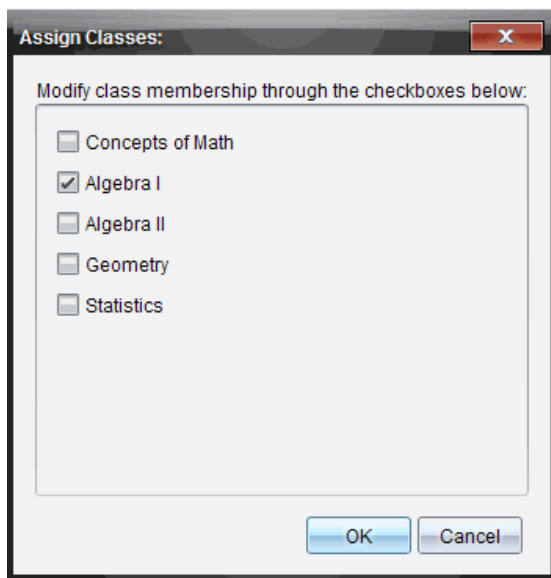 Assign Classes:
x
Modify class membership through the checkboxes below:
Concepts of Math
Algebra I
Algebra II
Geometry
Statistics
OK Cancel